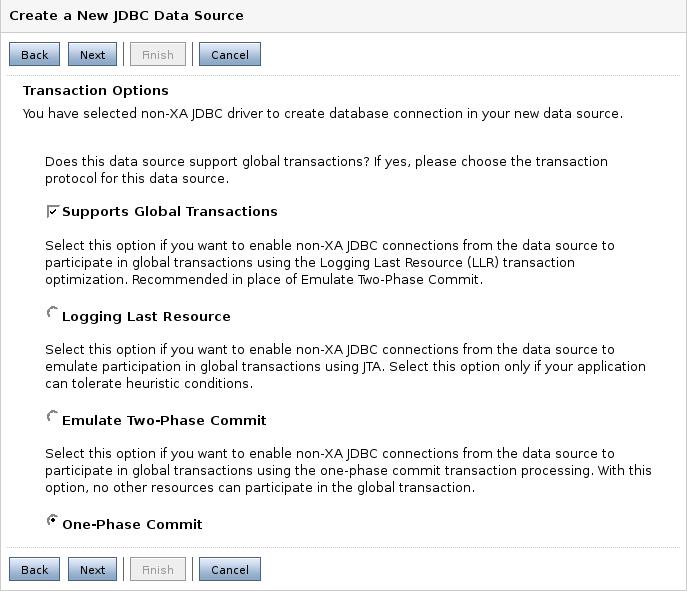 Create a New JDBC Data Source
Back Next Finish Cancel
Transaction Options
You have selected non-XA JDBC driver to create database connection in your new data source.
Does this data source support global transactions? If yes, please choose the transaction
protocol for this data source.
Supports Global Transactions
Select this option if you want to enable non-XA JDBC connections from the data source to
participate in global transactions using the Logging Last Resource (LLR) transaction
optimization. Recommended in place of Emulate Two-Phase Commit.
Logging Last Resource
Select this option if you want to enable non-XA JDBC connections from the data source to
emulate participation in global transactions using JTA. Select this option only if your application
can tolerate heuristic conditions.
Emulate Two-Phase Commit
Select this option if you want to enable non-XA JDBC connections from the data source to
participate in global transactions using the one-phase commit transaction processing. With this
option, no other resources can participate in the global transaction.
One-Phase Commit
Back Next Finish Cancel